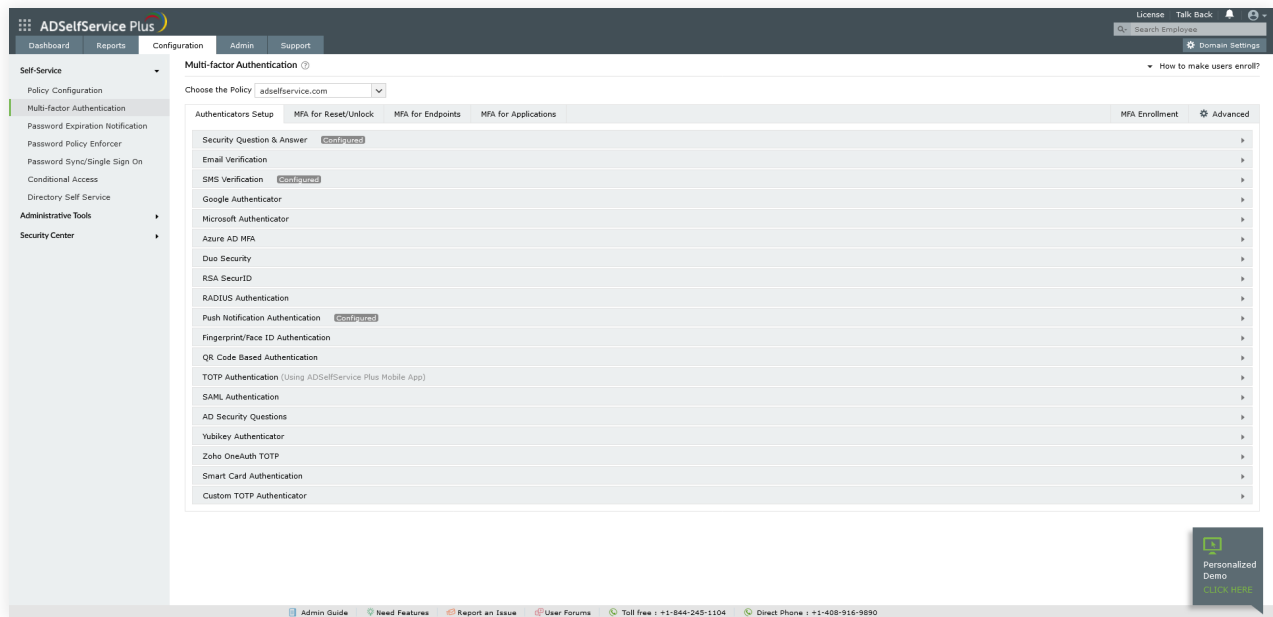 License Talk Back
ADSelfService Plus
Search Employee
Dashboard Reports Configuration Admin Support
Domain Settings
Self-Service
Policy Configuration
Multi-factor Authentication
Password Expiration Notification
Password Policy Enforcer
Password Sync/Single Sign On
Conditional Access
Directory Self Service
Administrative Tools
Security Center
Multi-factor Authentication ?
How to make users enroll?
Choose the Policy adselfservice.com
Authenticators Setup MFA for Reset/Unlock MFA for Endpoints MFA for Applications MFA Enrollment Advanced
Security Question & Answer Configured
Email Verification
SMS Verification Configured
Google Authenticator
Microsoft Authenticator
Azure AD MFA
Duo Security
RSA SecurID
RADIUS Authentication
Push Notification Authentication Configured
Fingerprint/Face ID Authentication
QR Code Based Authentication
TOTP Authentication (Using ADSelfService Plus Mobile App)
SAML Authentication
AD Security Questions
Yubikey Authenticator
Zoho OneAuth TOTP
Smart Card Authentication
Custom TOTP Authenticator
Personalized
Demo
CLICK HERE
Admin Guide Need Features Report an Issue User Forums Toll free : +1-844-245-1104 Direct Phone : +1-408-916-9890